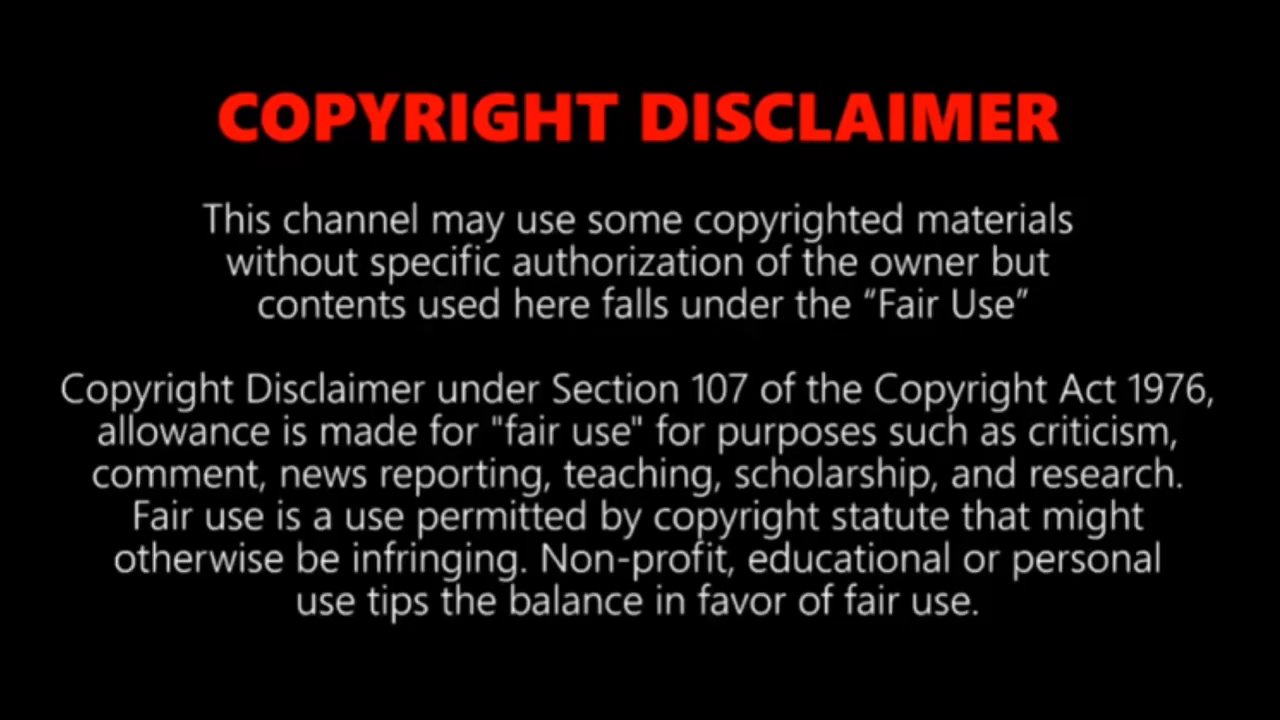 COPYRIGHT DISCLAIMER
This channel may use some copyrighted materials
without specific authorization of the owner but
contents used here falls under the “Fair Use”
Copyright Disclaimer under Section 107 of the Copyright Act 1976,
allowance is made for "fair use" for purposes such as criticism,
comment, news reporting, teaching, scholarship, and research.
Fair use is a use permitted by copyright statute that might
otherwise be infringing. Non-profit, educational or personal
use tips the balance in favor of fair use.